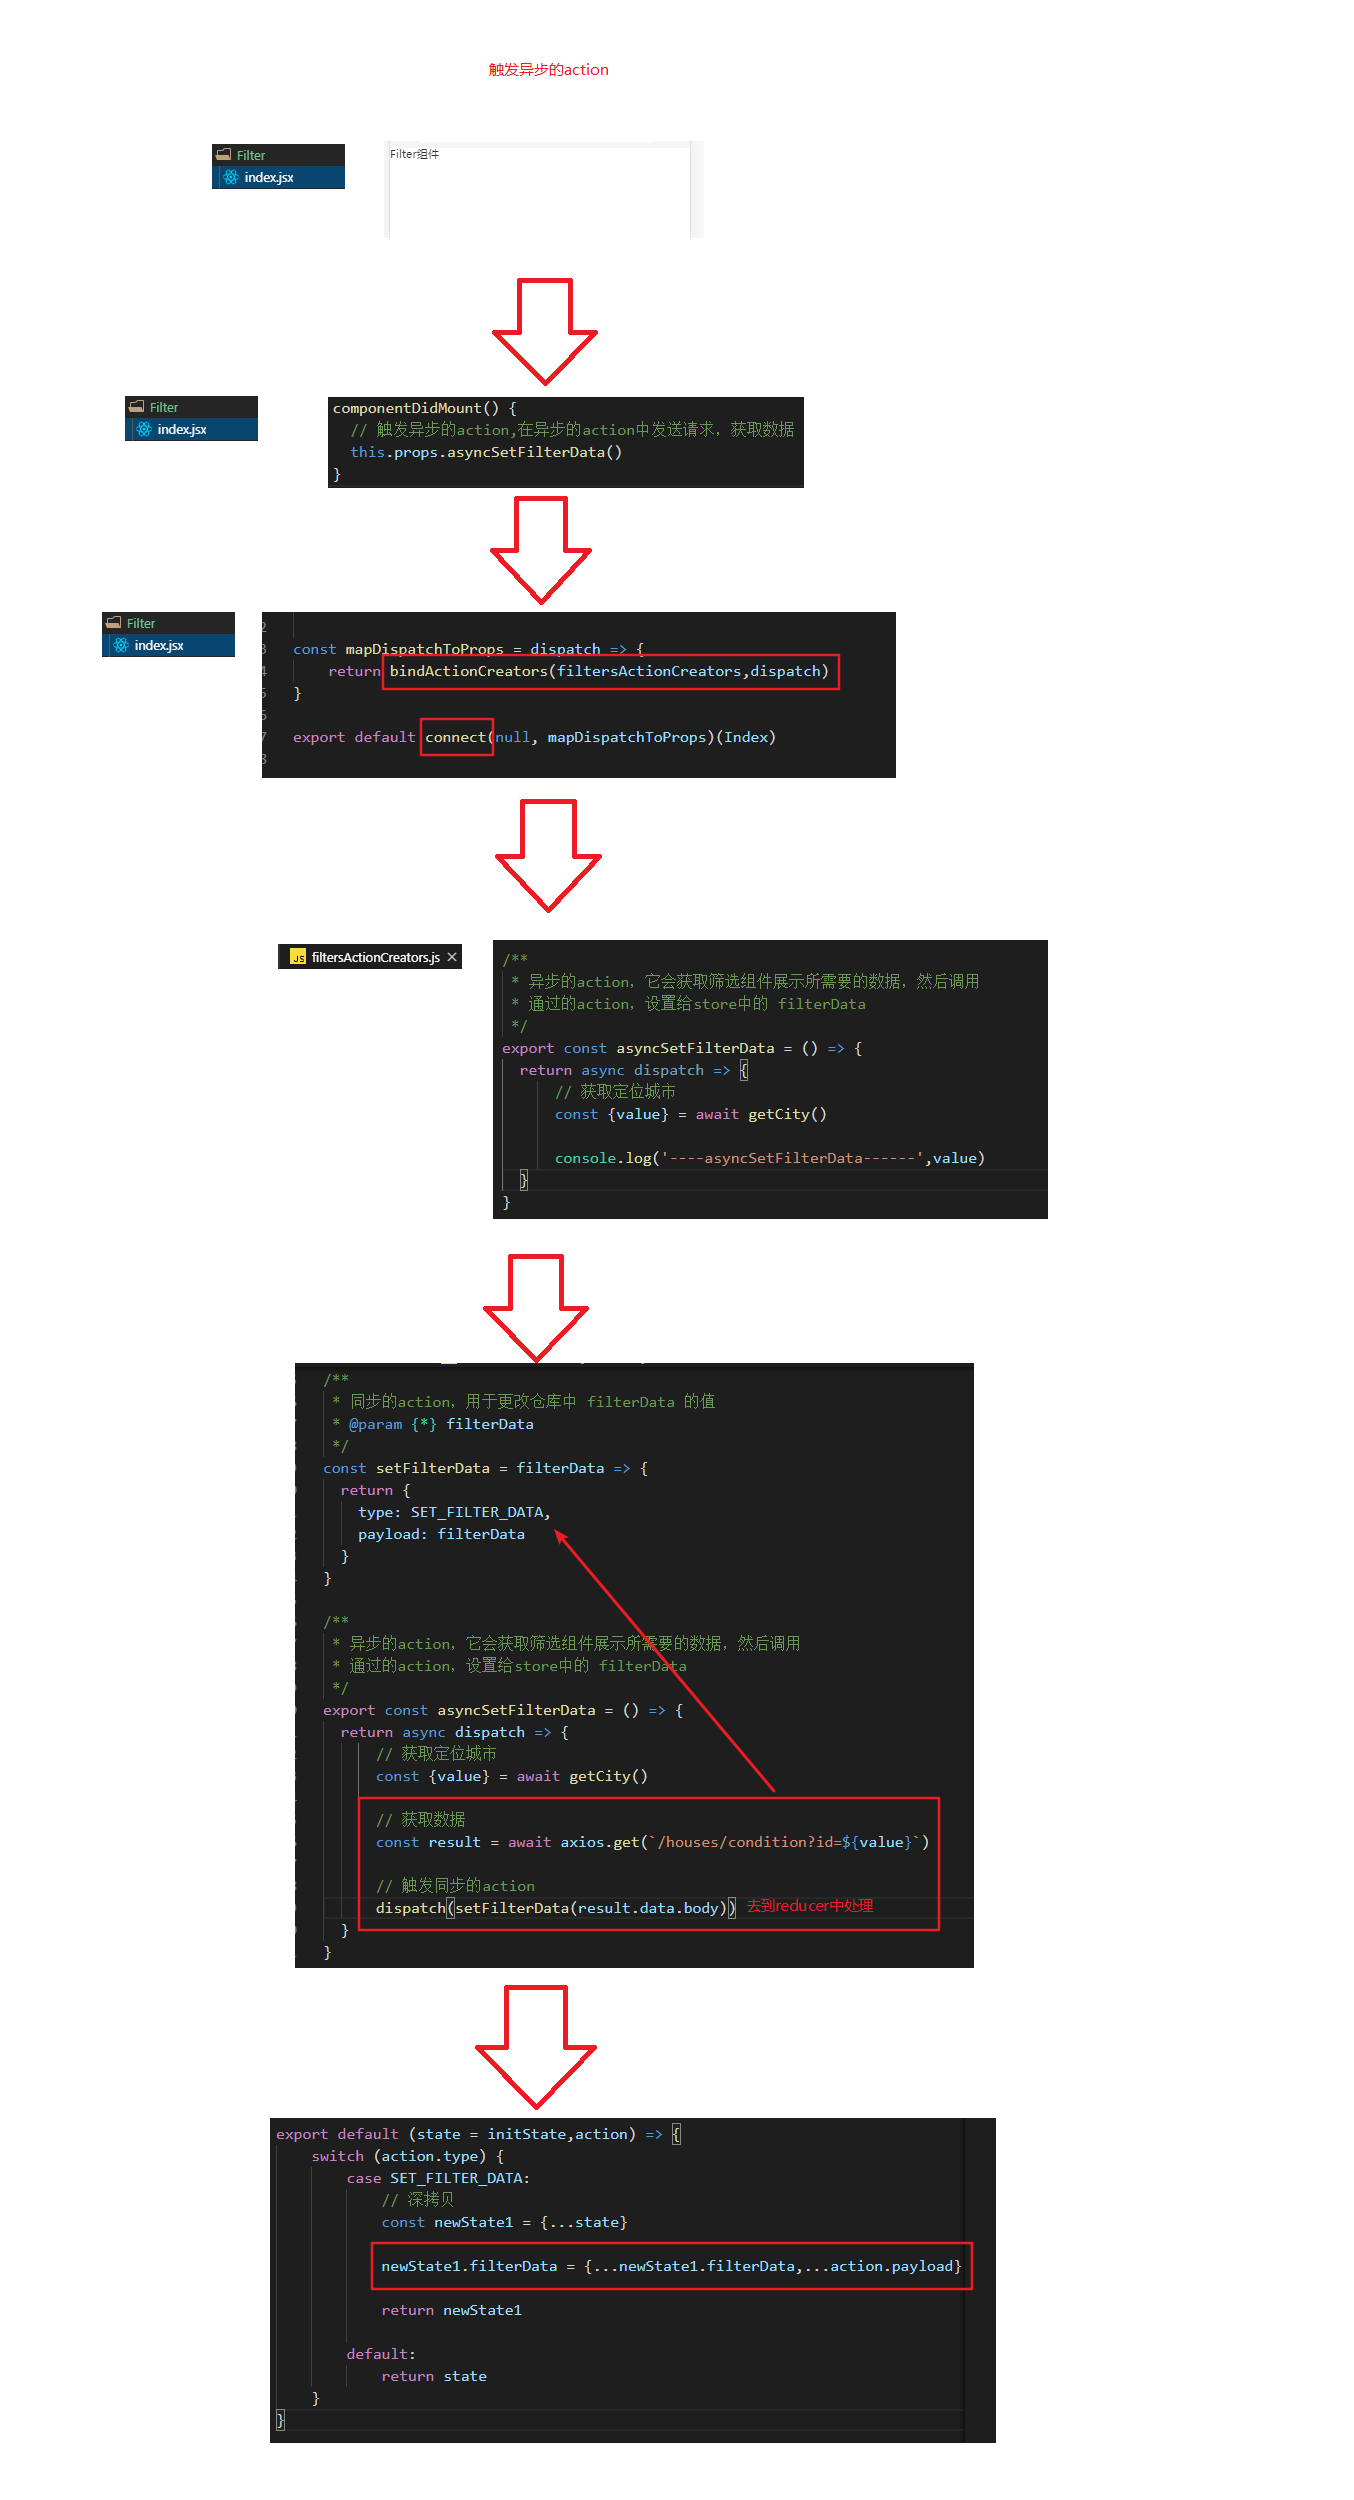 触发异步的action
Filter
index.jsx
Filter组件
Filter
index.jsx
componentDidMount() {
// 触发异步的action,在异步的action中发送请求，获取数据
this.props.asyncSetFilterData()
}
Filter
index.jsx
2
3 const mapDispatchToProps = dispatch => {
4 return bindActionCreators(filtersActionCreators,dispatch)
5 }
6
7 export default connect(null, mapDispatchToProps)(Index)
8
JS filtersActionCreators.js ×
/**
* 异步的action，它会获取筛选组件展示所需要的数据，然后调用
* 通过的action，设置给store中的 filterData
*/
export const asyncSetFilterData = () => {
return async dispatch => {
// 获取定位城市
const {value} = await getCity()
console.log('----asyncSetFilterData------',value)
}
}
/**
* 同步的action，用于更改仓库中 filterData 的值
* @param {*} filterData
*/
const setFilterData = filterData => {
return {
type: SET_FILTER_DATA,
payload: filterData
}
}
/**
* 异步的action，它会获取筛选组件展示所需要的数据，然后调用
* 通过的action，设置给store中的 filterData
*/
export const asyncSetFilterData = () => {
return async dispatch => {
// 获取定位城市
const {value} = await getCity()
// 获取数据
const result = await axios.get(`/houses/condition?id=${value}`)
// 触发同步的action
dispatch(setFilterData(result.data.body)) 去到reducer中处理
}
}
export default (state = initState,action) => {
switch (action.type) {
case SET_FILTER_DATA:
// 深拷贝
const newState1 = {...state}
newState1.filterData = {...newState1.filterData,...action.payload}
return newState1
default:
return state
}
}